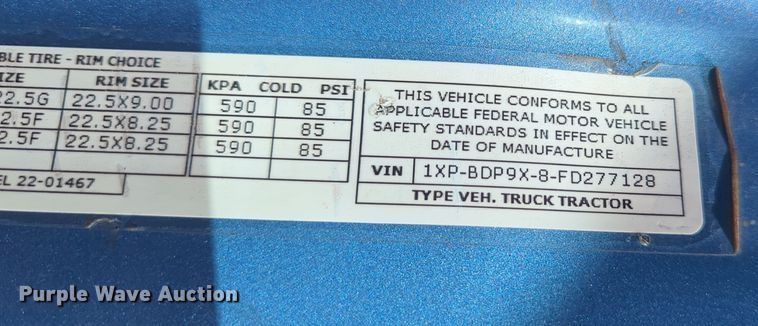 BLE TIRE - RIM CHOICE
IZE RIM SIZE KPA COLD PSI
22.5G 22.5X9.00 590 85
2.5F 22.5X8.25 590 85
2.5F 22.5X8.25 590 85
EL 22-01467
THIS VEHICLE CONFORMS TO ALL
APPLICABLE FEDERAL MOTOR VEHICLE
SAFETY STANDARDS IN EFFECT ON THE
DATE OF MANUFACTURE
VIN 1XP-BDP9X-8-FD277128
TYPE VEH. TRUCK TRACTOR
Purple Wave Auction